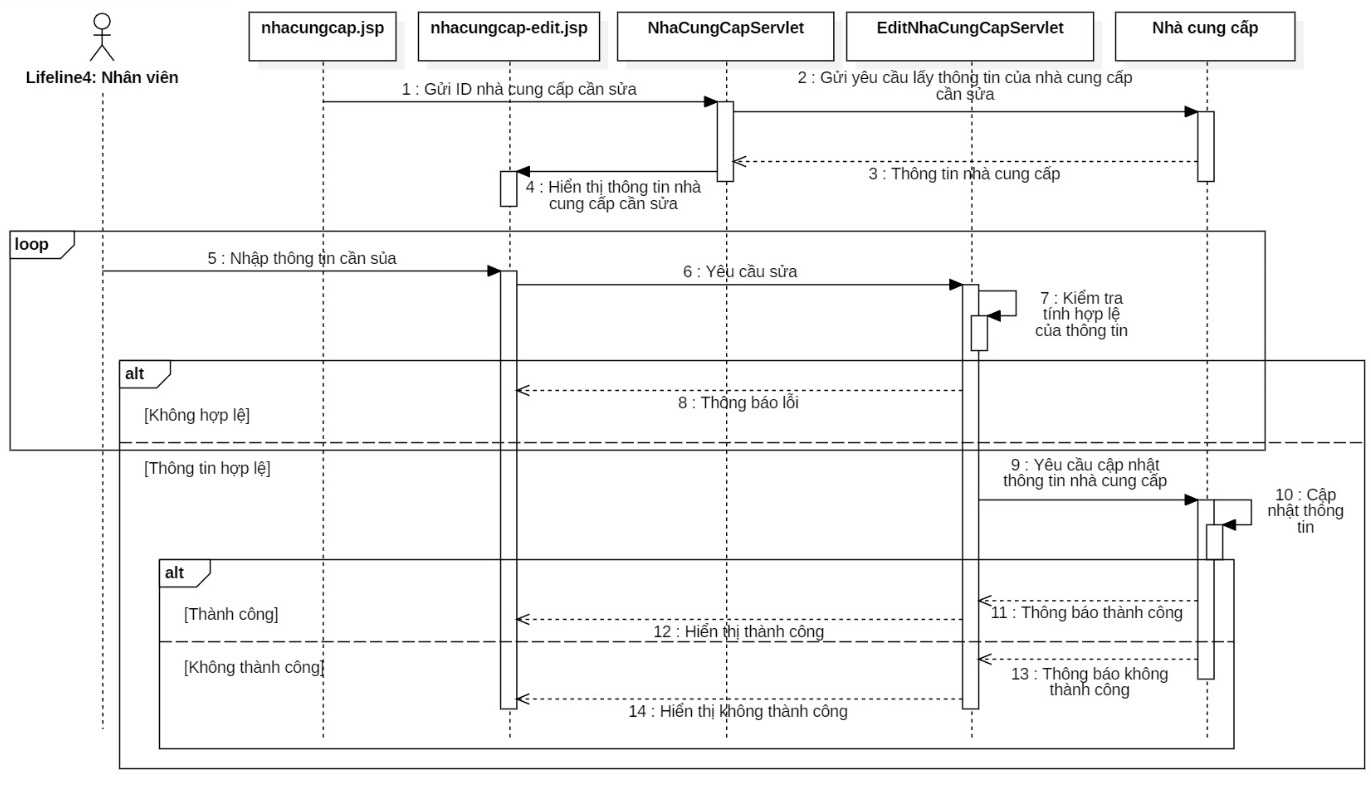 nhacungcap.jsp
nhacungcap-edit.jsp
NhaCungCapServlet
EditNhaCungCapServlet
Nhà cung cấp
Lifeline4: Nhân viên
1 : Gửi ID nhà cung cấp cần sửa
2 : Gửi yêu cầu lấy thông tin của nhà cung cấp
cần sửa
3 : Thông tin nhà cung cấp
4 : Hiển thị thông tin nhà
cung cấp cần sửa
loop
5 : Nhập thông tin cần sủa
6 : Yêu cầu sửa
7 : Kiểm tra
tính hợp lệ
của thông tin
alt
8 : Thông báo lỗi
[Không hợp lệ]
[Thông tin hợp lệ]
9 : Yêu cầu cập nhật
thông tin nhà cung cấp
10 : Cập
nhật thông
tin
alt
[Thành công]
11 : Thông báo thành công
12 : Hiển thị thành công
[Không thành công]
13 : Thông báo không
thành công
14 : Hiển thị không thành công